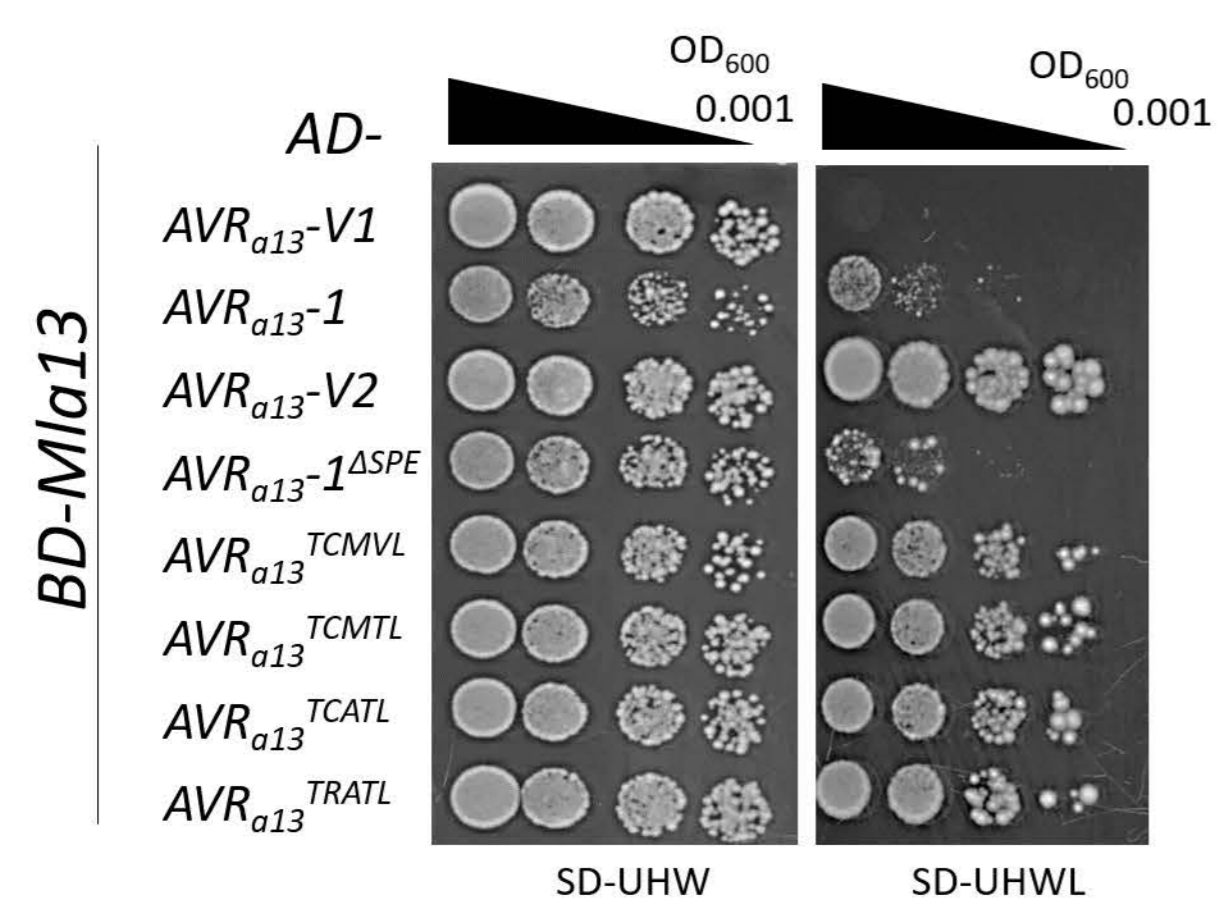 OD600
0.001
OD600
0.001
AD-
BD-Mla13
AVRa13-V1
AVRa13-1
AVRa13-V2
AVRa13-1ΔSPE
AVRa13TCMVL
AVRa13TCMTL
AVRa13TCATL
AVRa13TRATL
SD-UHW
SD-UHWL